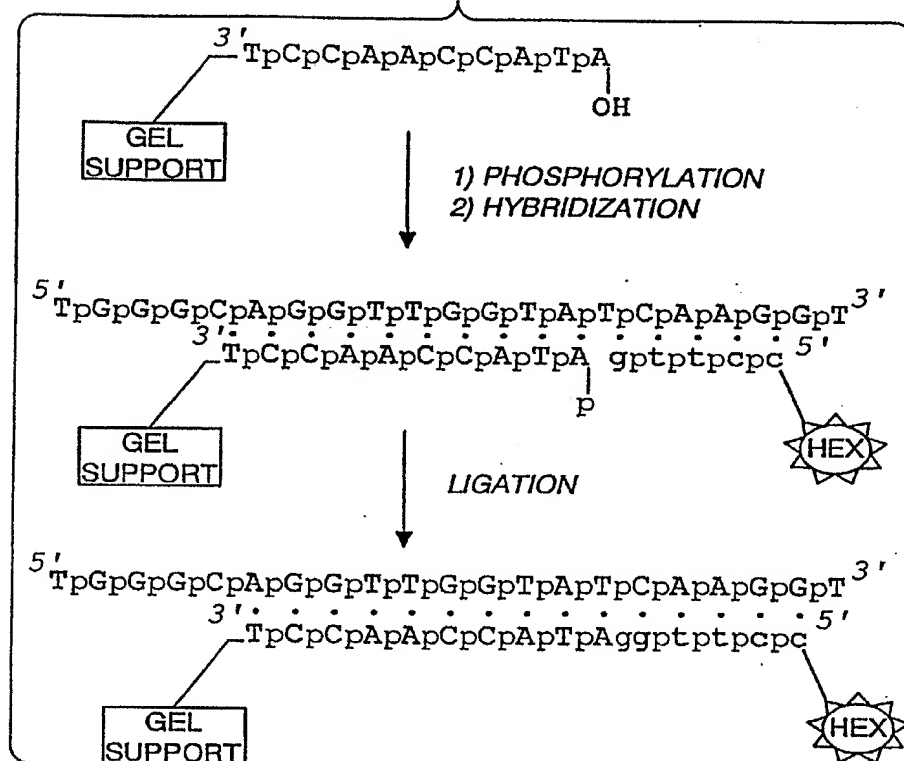 3'
TpCpCpApApCpCpApTpA
OH
GEL
SUPPORT
1) PHOSPHORYLATION
2) HYBRIDIZATION
5' TpGpGpGpCpApGpGpTpTpGpGpTpApTpCpApApGpGpT 3'
3' TpCpCpApApCpCpApTpA gptptpcpc 5'
p
GEL
SUPPORT
HEX
LIGATION
5' TpGpGpGpCpApGpGpTpTpGpGpTpApTpCpApApGpGpT 3'
3' TpCpCpApApCpCpApTpAggptptpcpc 5'
GEL
SUPPORT
HEX